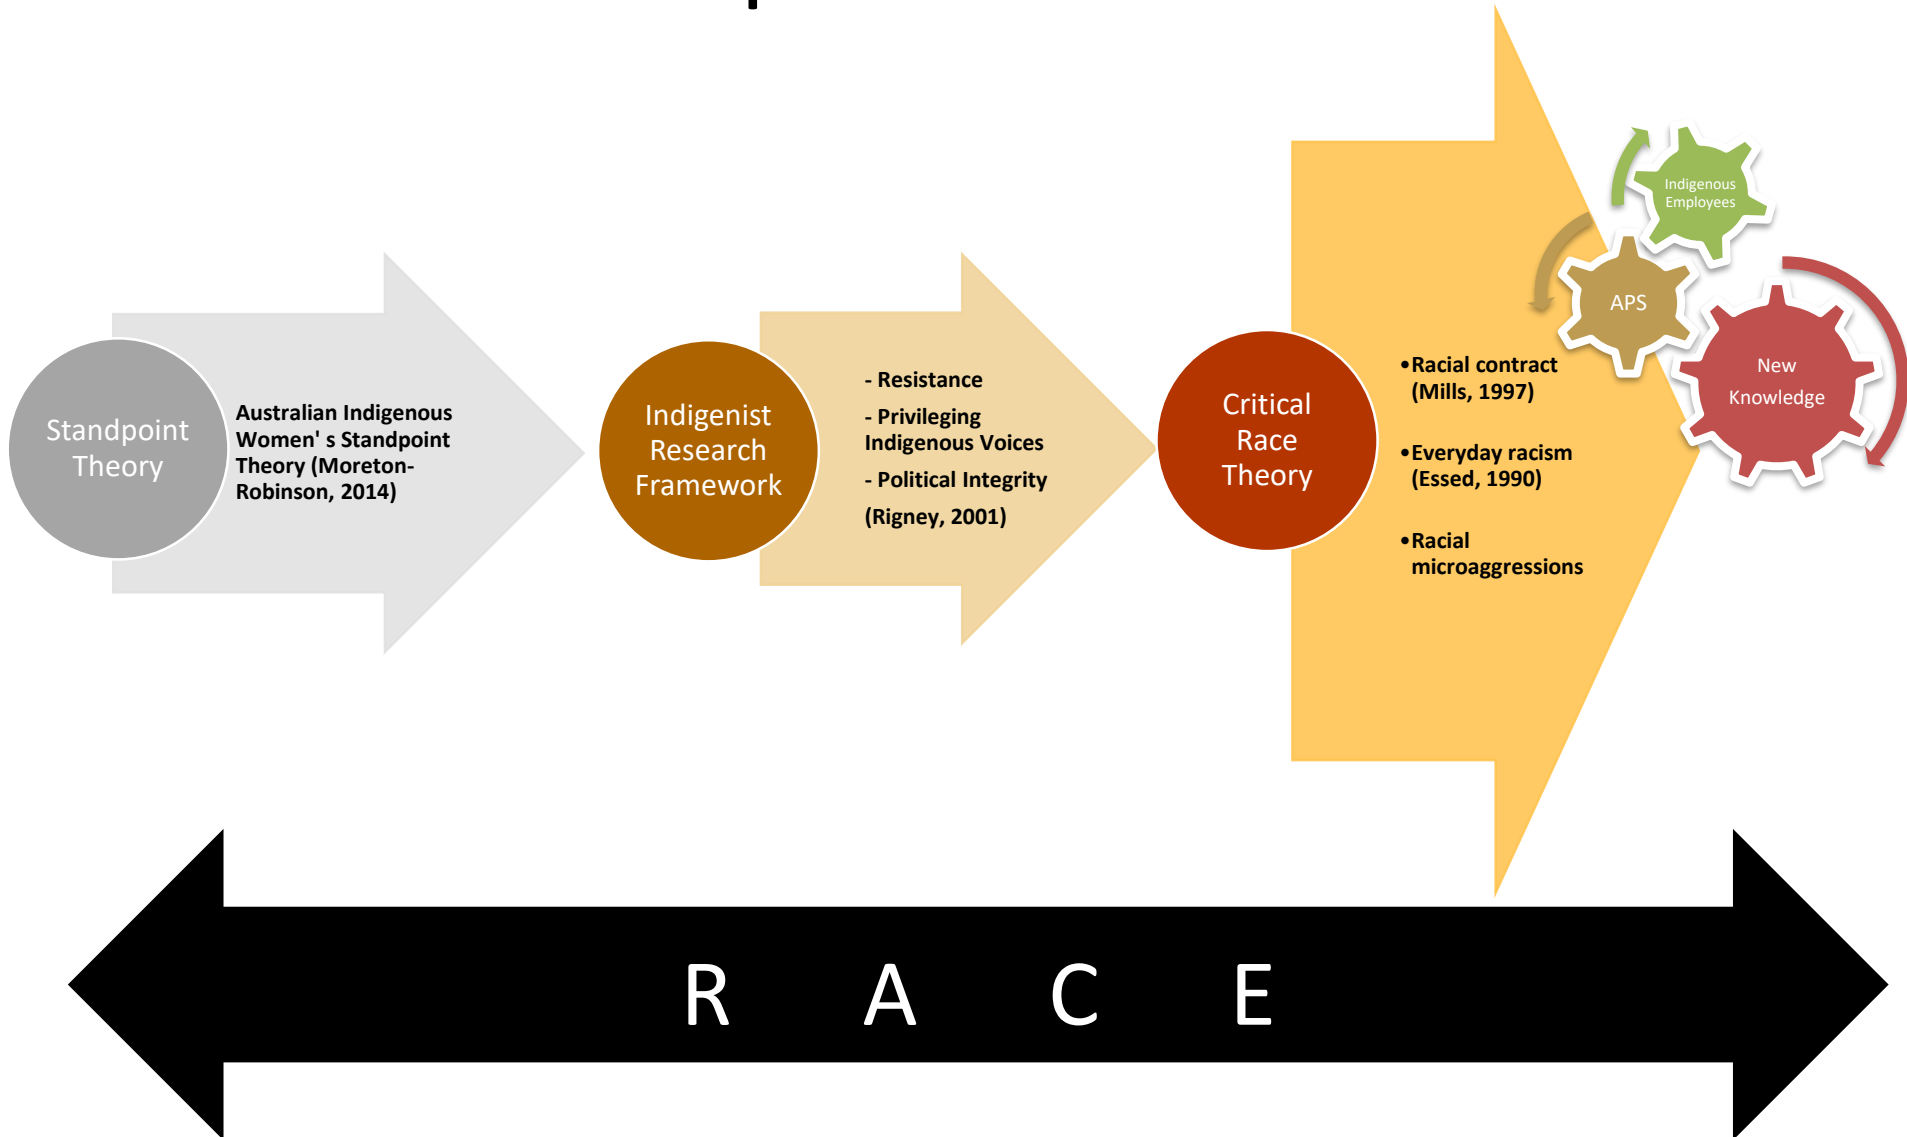 Standpoint
Theory
Australian Indigenous
Women' s Standpoint
Theory (Moreton-
Robinson, 2014)
Indigenist
Research
Framework
- Resistance
- Privileging
Indigenous Voices
- Political Integrity
(Rigney, 2001)
Critical
Race
Theory
•Racial contract
(Mills, 1997)
•Everyday racism
(Essed, 1990)
•Racial
microaggressions
Indigenous
Employees
APS
New
Knowledge
R A C E